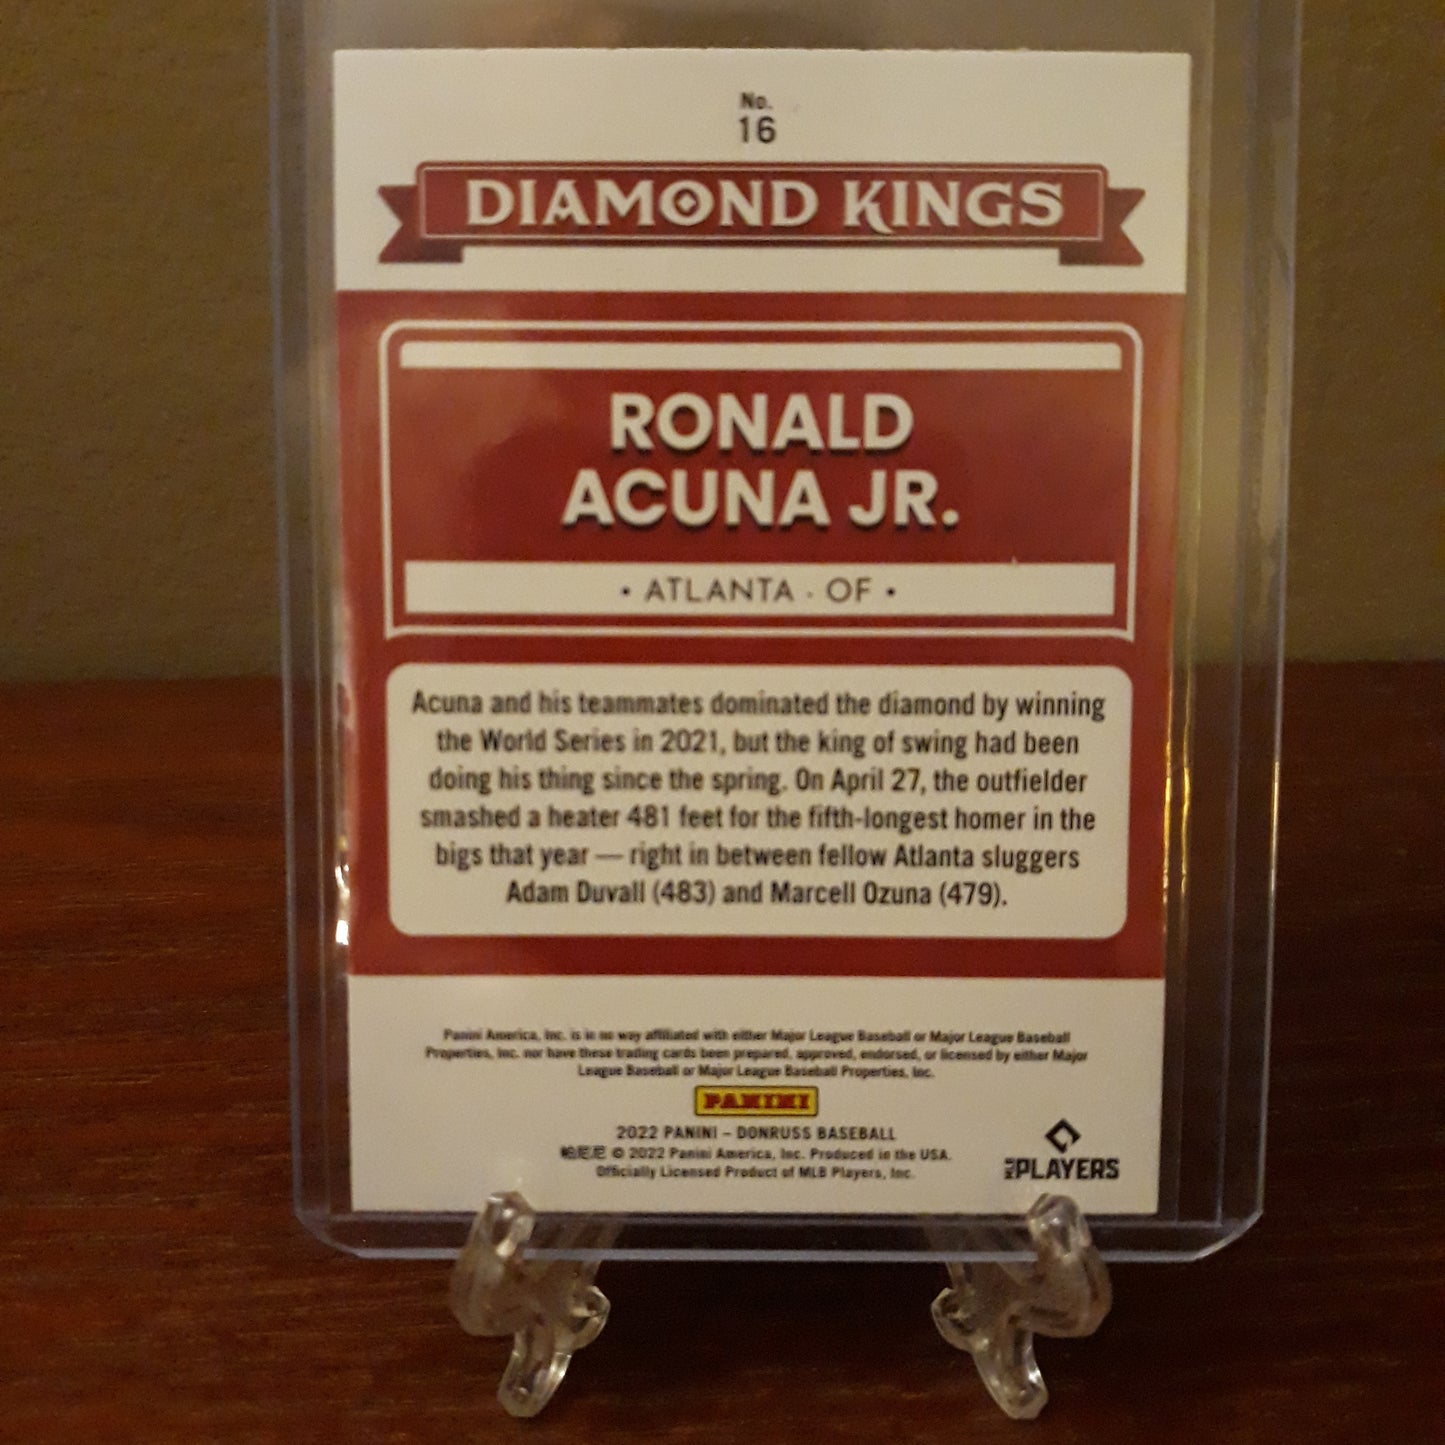 No.
16
DIAMOND KINGS
RONALD
ACUNA JR.
• ATLANTA · OF •
Acuna and his teammates dominated the diamond by winning
the World Series in 2021, but the king of swing had been
doing his thing since the spring. On April 27, the outfielder
smashed a heater 481 feet for the fifth-longest homer in the
bigs that year — right in between fellow Atlanta sluggers
Adam Duvall (483) and Marcell Ozuna (479).
Panini America, Inc. is in no way affiliated with either Major League Baseball or Major League Baseball
Properties, Inc. nor have these trading cards been prepared, approved, endorsed, or licensed by either Major
League Baseball or Major League Baseball Properties, Inc.
PANINI
2022 PANINI – DONRUSS BASEBALL
© 2022 Panini America, Inc. Produced in the USA.
Officially Licensed Product of MLB Players, Inc.
PLAYERS